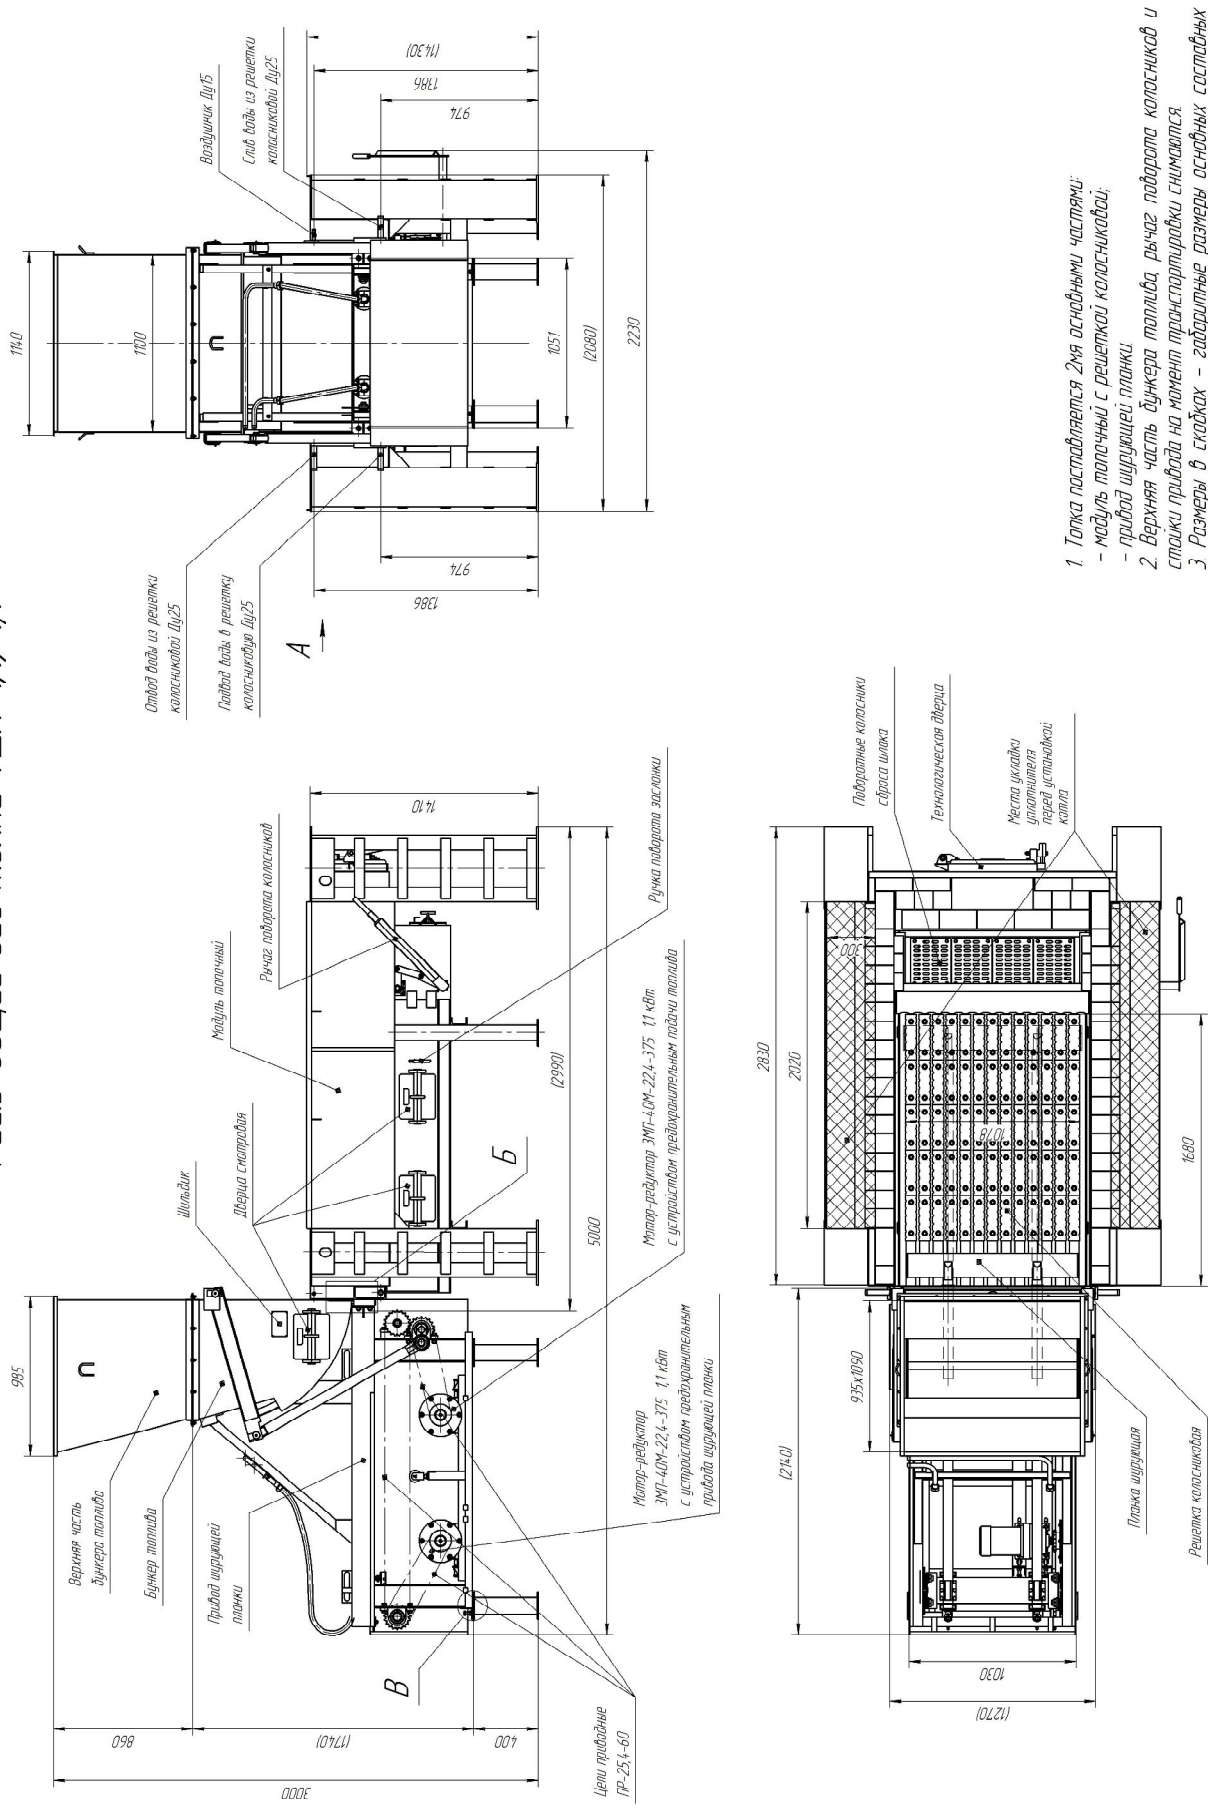 985
Верхняя часть
бункера топлива
Бункер топлива
Привод шурующей
планки
Шильдик
Дверца смотровая
Модуль топочный
Рычаг поворота колосников
Ручка поворота заслонки
1410
(2990)
5000
Б
В
860
(1740)
400
3000
Цепи приводные
ПР-25,4-60
Мотор-редуктор
3МП-40М-22,4-375 1,1 кВт
с устройством предохранительным
привода шурующей планки
Мотор-редуктор 3МП-40М-22,4-375 1,1 кВт
с устройством предохранительным подачи топлива
1140
1100
Воздушник Ду15
Слив воды из решетки
колосниковой Ду25
(1430)
1386
974
1051
(2080)
2230
974
1386
Отвод воды из решетки
колосниковой Ду25
Подвод воды в решетку
колосниковую Ду25
А
2830
2020
300
1078
1680
935х1090
(2140)
1030
(1270)
Поворотные колосники
сброса шлака
Технологическая дверца
Места укладки
уплотнителя
перед установкой
котла
Планка шурующая
Решетка колосниковая
1. Топка поставляется 2мя основными частями:
- модуль топочный с решеткой колосниковой;
- привод шурующей планки.
2. Верхняя часть бункера топлива, рычаг поворота колосников и
стойки привода на момент транспортировки снимаются.
3. Размеры в скобках - габаритные размеры основных составных